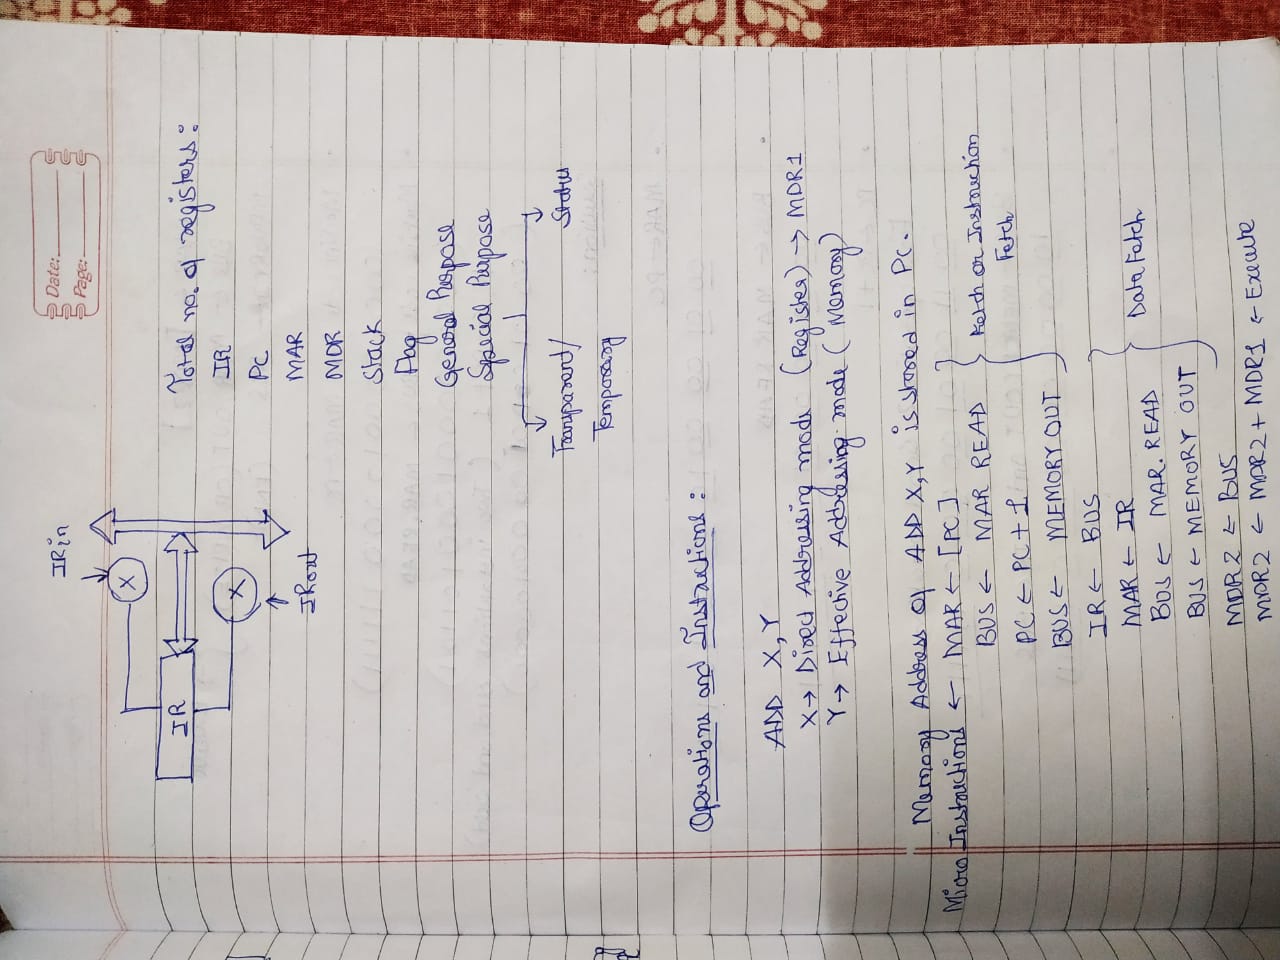 Date:
Page:
IRin
X
IR
X
IRout
Total no. of registers:
IR
PC
MAR
MDR
Stack
Flag
General Purpose
Special Purpose
Transparent/ Status
Temporary
Operations and Instructions:
ADD X,Y
X → Direct Addressing mode (Register) → MDR1
Y → Effective Addressing mode (Memory)
Memory Address of ADD X,Y is stored in PC.
Micro Instructions ← MAR ← [PC]
BUS ← MAR READ
PC ← PC + 1
BUS ← MEMORY OUT
Fetch or Instruction
Fetch
IR ← BUS
MAR ← IR
BUS ← MAR. READ
BUS ← MEMORY OUT
Data Fetch
MDR2 ← BUS
MDR2 ← MDR2 + MDR1 ← Execute